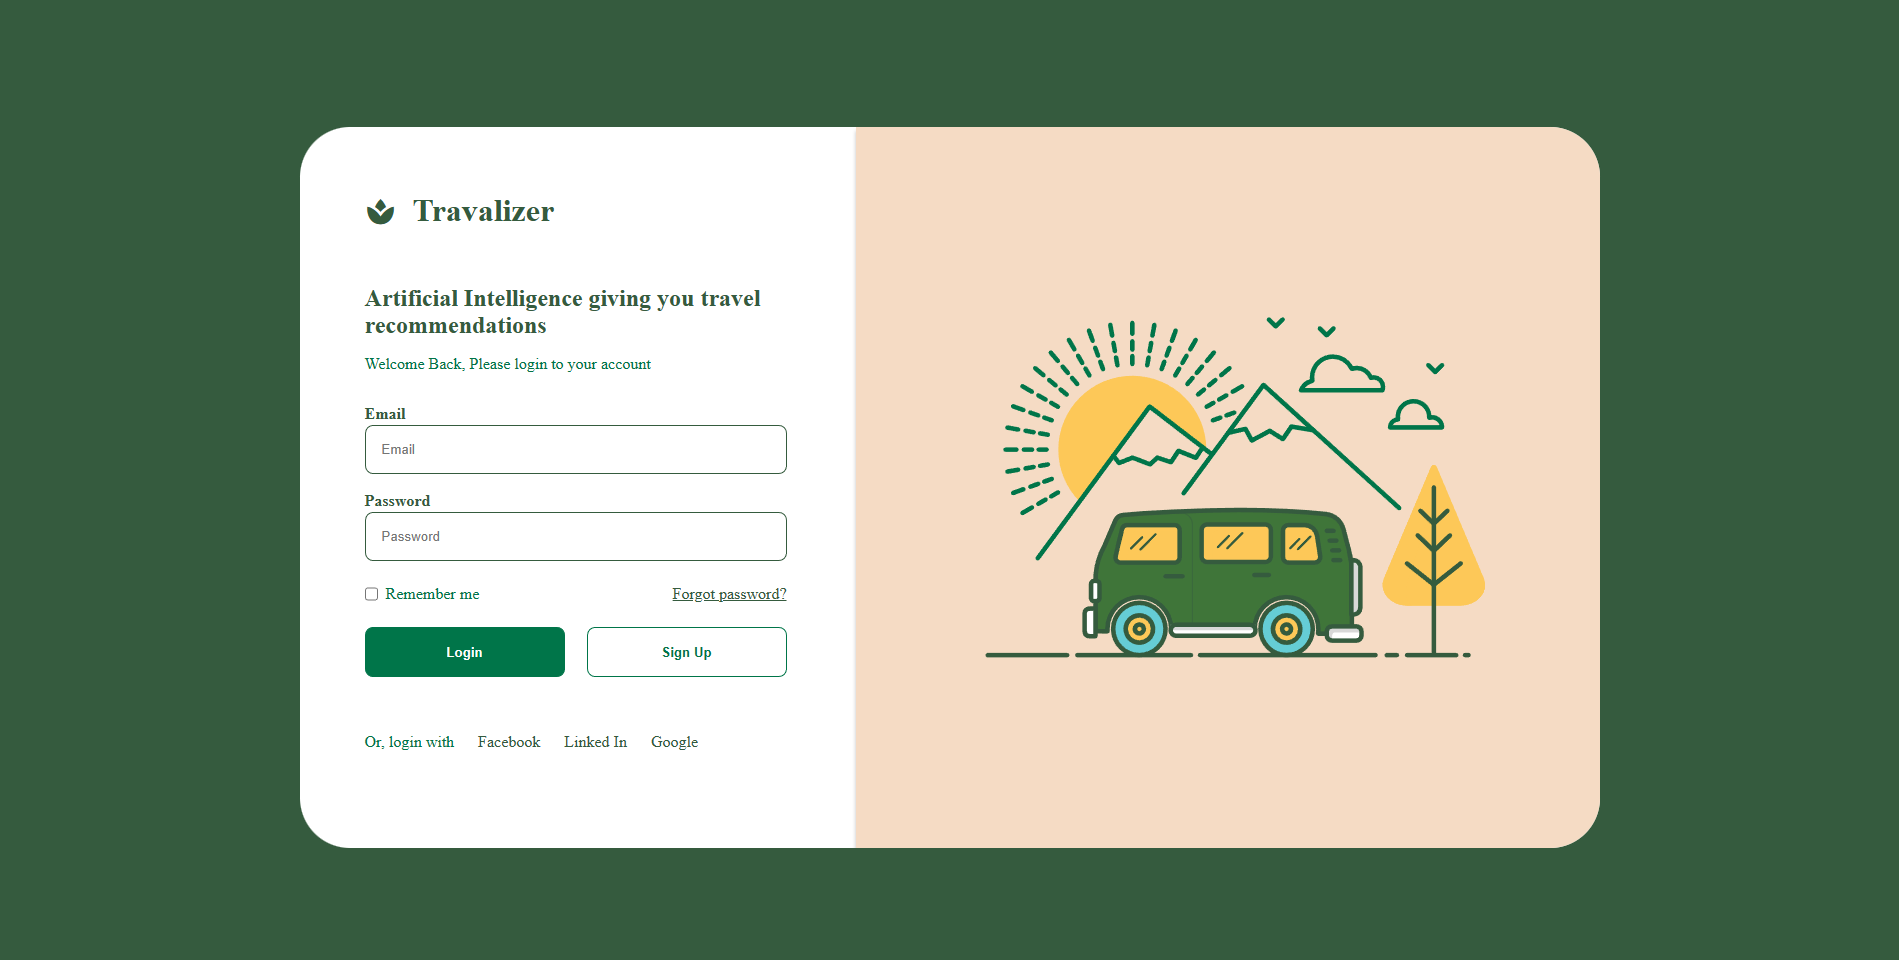 Travalizer
Artificial Intelligence giving you travel
recommendations
Welcome Back, Please login to your account
Email
Email
Password
Password
Remember me Forgot password?
Login Sign Up
Or, login with Facebook Linked In Google